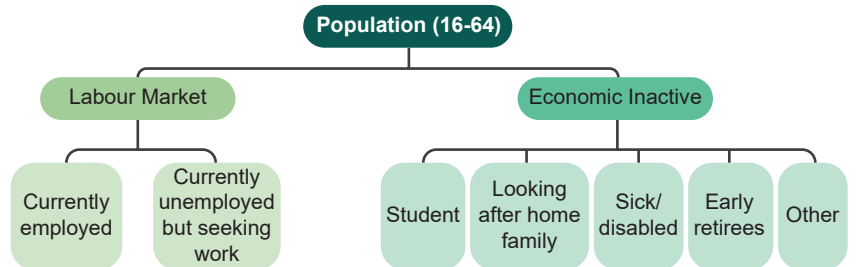 Population (16-64)
Labour Market
Economic Inactive
Currently
employed
Currently
unemployed
but seeking
work
Student
Looking
after home
family
Sick/
disabled
Early
retirees
Other